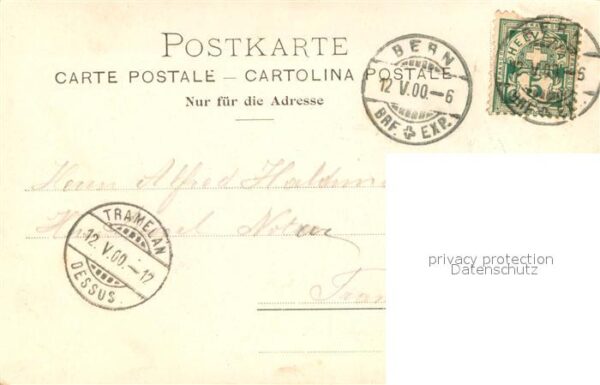 POSTKARTE
CARTE POSTALE — CARTOLINA POSTALE
Nur für die Adresse
BERN
12 V.00.-6
BRF. EXP.
HELVETIA
5
Herrn Alfred
Notar
TRAMELAN
12. V.00.-12
DESSUS.
privacy protection
Datenschutz